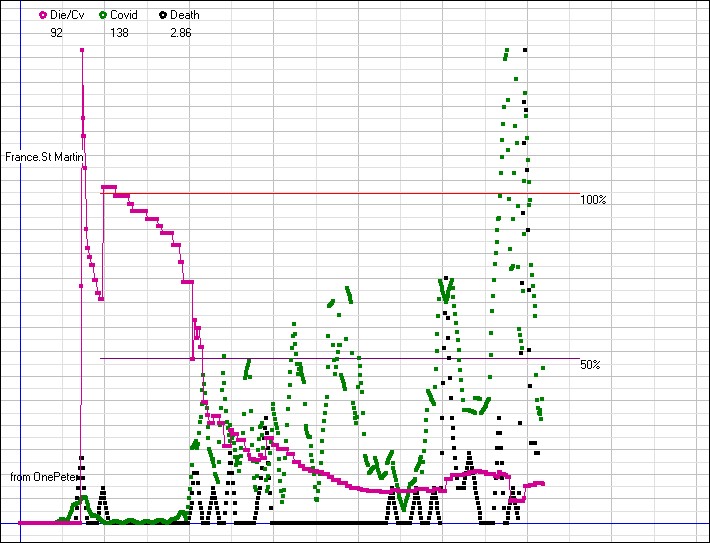 Die/Cv Covid Death
92 138 2.86
France.St Martin
100%
50%
from OnePeter